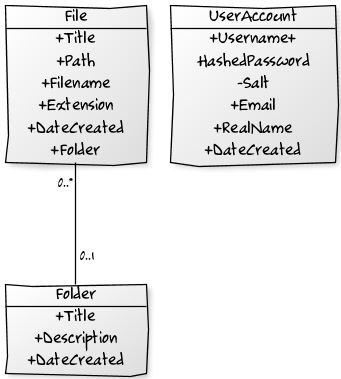 File
+Title
+Path
+Filename
+Extension
+DateCreated
+Folder
UserAccount
+Username+
HashedPassword
-Salt
+Email
+RealName
+DateCreated
0..*
0..1
Folder
+Title
+Description
+DateCreated